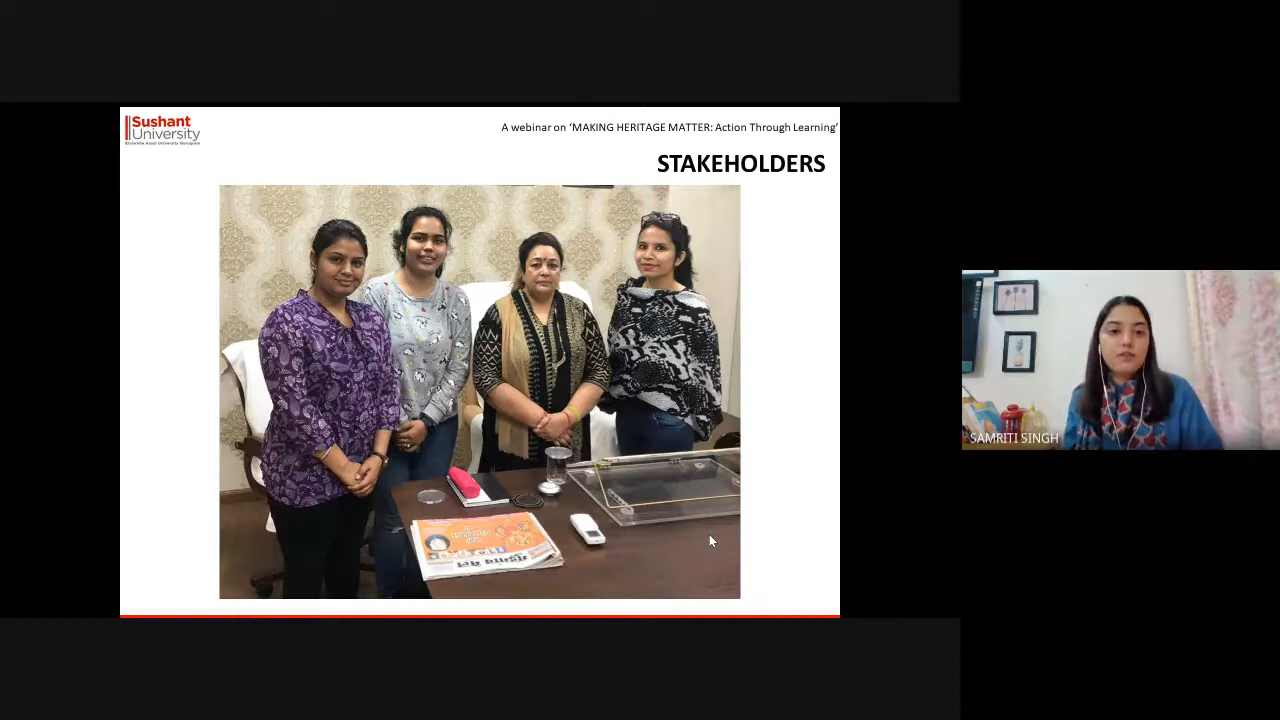 Sushant
University
A webinar on ‘MAKING HERITAGE MATTER: Action Through Learning’
STAKEHOLDERS
SAMRITI SINGH